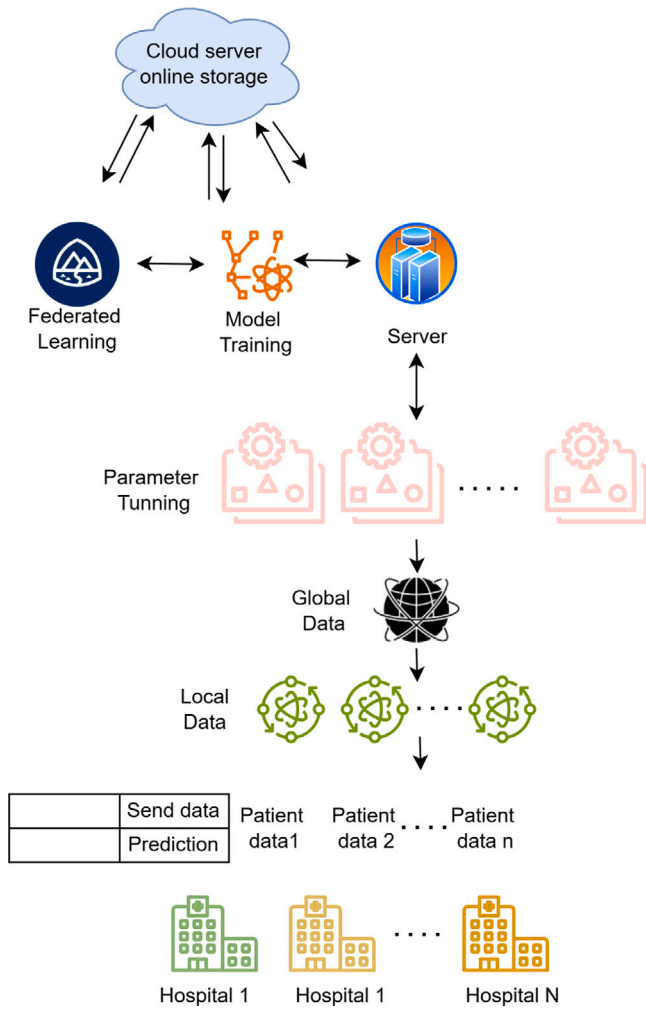 Cloud server
online storage
Federated
Learning
Model
Training
Server
Parameter
Tunning
Global
Data
Local
Data
Send data
Prediction
Patient
data1
Patient
data 2
Patient
data n
Hospital 1
Hospital 1
Hospital N